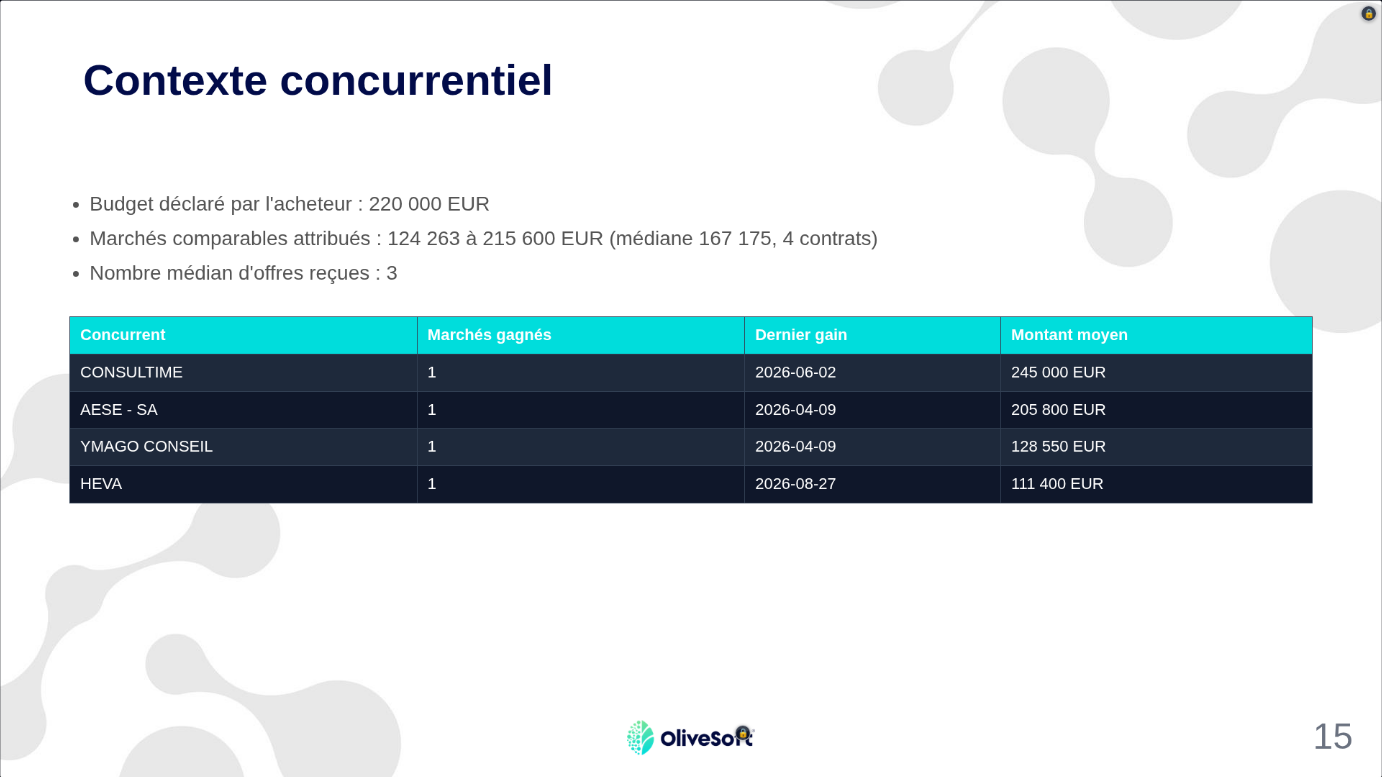 Contexte concurrentiel
• Budget déclaré par l'acheteur : 220 000 EUR
• Marchés comparables attribués : 124 263 à 215 600 EUR (médiane 167 175, 4 contrats)
• Nombre médian d'offres reçues : 3
Concurrent Marchés gagnés Dernier gain Montant moyen
CONSULTIME 1 2026-06-02 245 000 EUR
AESE - SA 1 2026-04-09 205 800 EUR
YMAGO CONSEIL 1 2026-04-09 128 550 EUR
HEVA 1 2026-08-27 111 400 EUR
OliveSoft
15